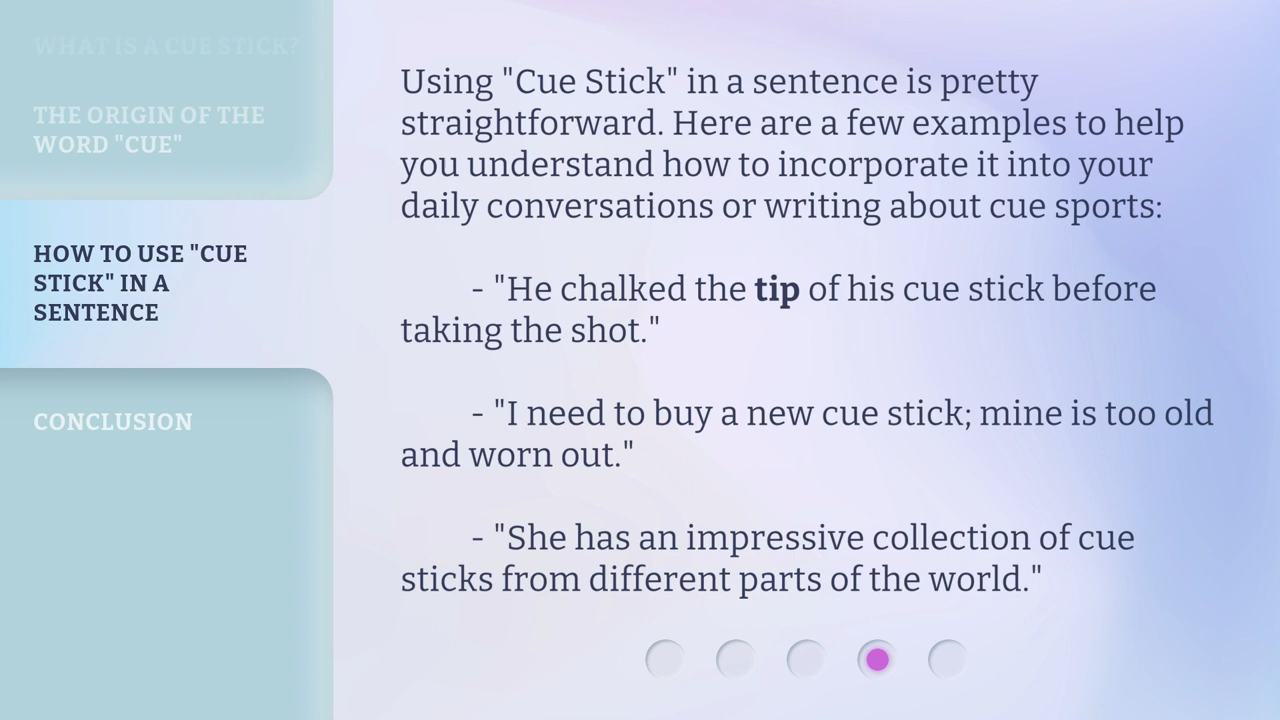 WHAT IS A CUE STICK?
THE ORIGIN OF THE
WORD "CUE"
HOW TO USE "CUE
STICK" IN A
SENTENCE
CONCLUSION
Using "Cue Stick" in a sentence is pretty
straightforward. Here are a few examples to help
you understand how to incorporate it into your
daily conversations or writing about cue sports:
- "He chalked the tip of his cue stick before
taking the shot."
- "I need to buy a new cue stick; mine is too old
and worn out."
- "She has an impressive collection of cue
sticks from different parts of the world."